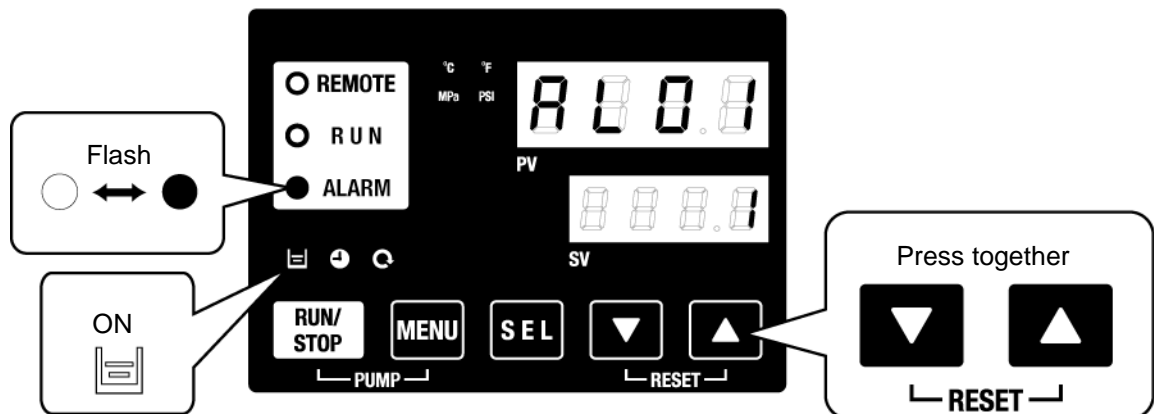 REMOTE
RUN
ALARM
°C °F
MPa PSI
AL01
PV
1
SV
Flash
ON
RUN/
STOP
MENU
SEL
PUMP
RESET
Press together
RESET